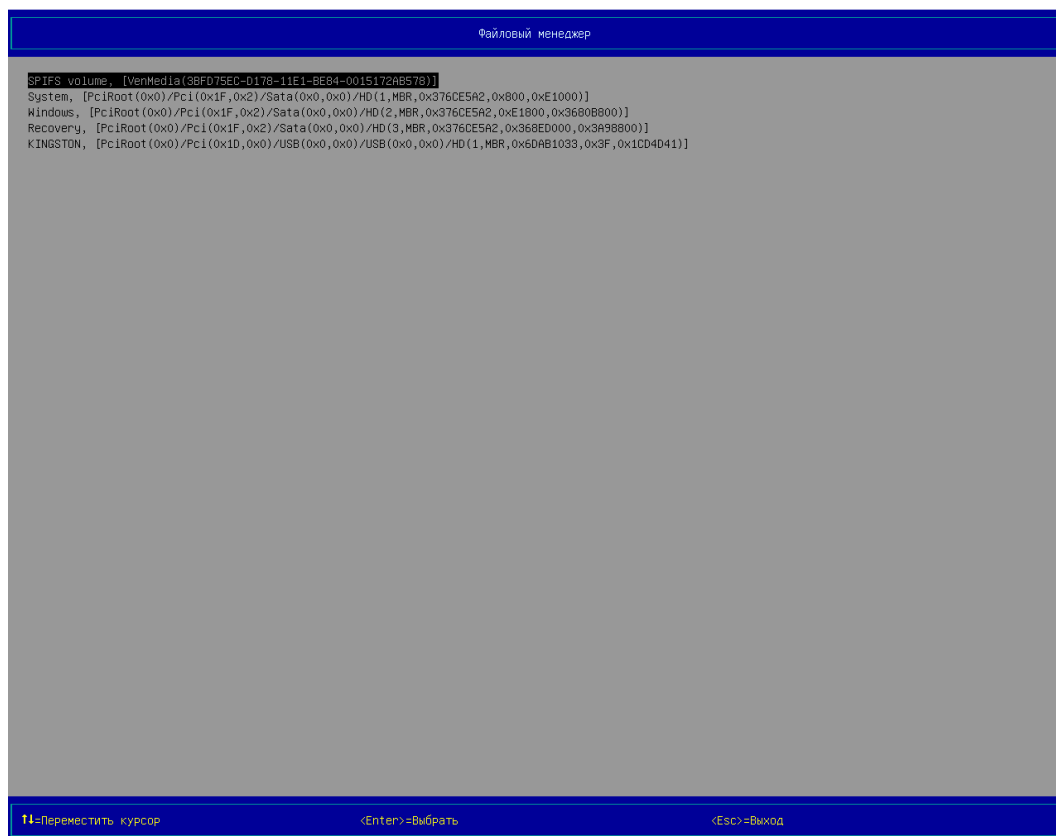 Файловый менеджер
SPIFS volume, [VenMedia(3BFD75EC-D178-11E1-BE84-0015172AB578)]
System, [PciRoot(0x0)/Pci(0x1F,0x2)/Sata(0x0,0x0)/HD(1,MBR,0x376CE5A2,0x800,0xE1000)]
Windows, [PciRoot(0x0)/Pci(0x1F,0x2)/Sata(0x0,0x0)/HD(2,MBR,0x376CE5A2,0xE1800,0x3680B800)]
Recovery, [PciRoot(0x0)/Pci(0x1F,0x2)/Sata(0x0,0x0)/HD(3,MBR,0x376CE5A2,0x368ED000,0x3A98800)]
KINGSTON, [PciRoot(0x0)/Pci(0x1D,0x0)/USB(0x0,0x0)/USB(0x0,0x0)/HD(1,MBR,0x6DAB1033,0x3F,0x1CD4D41)]
↑↓=Переместить курсор <Enter>=Выбрать <Esc>=Выход